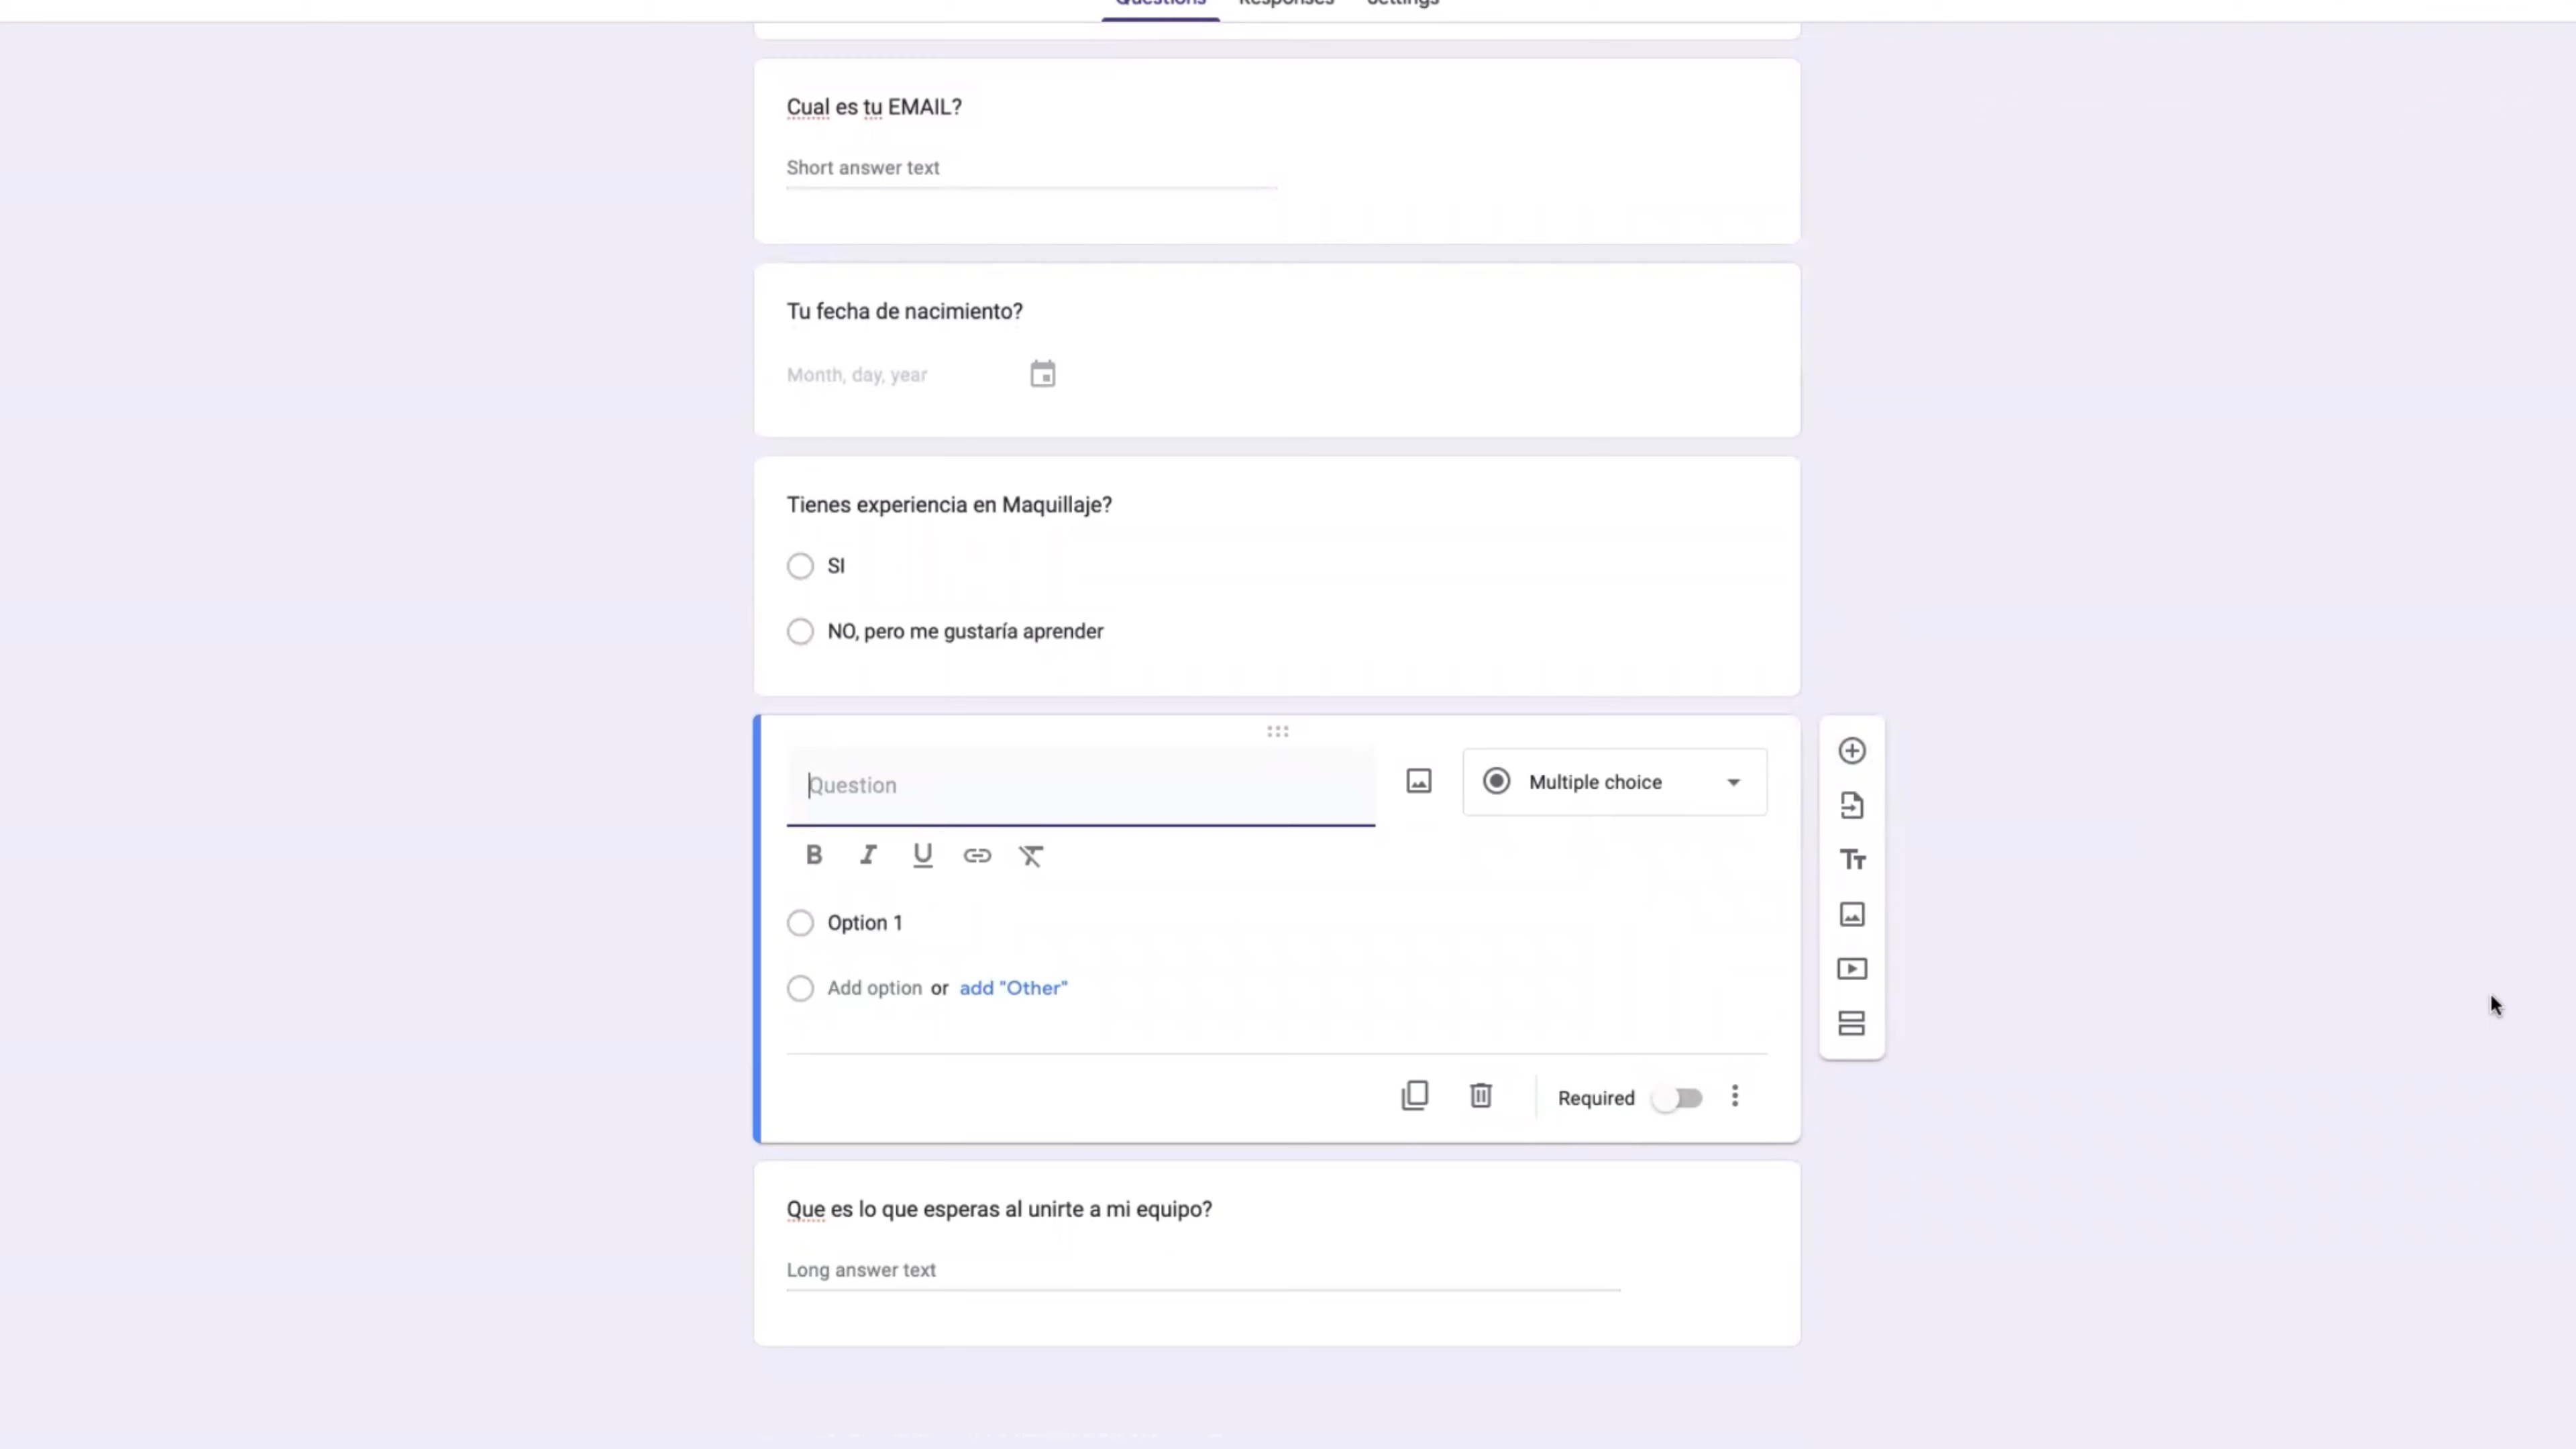 Questions Responses Settings
Cual es tu EMAIL?
Short answer text
Tu fecha de nacimiento?
Month, day, year
Tienes experiencia en Maquillaje?
SI
NO, pero me gustaría aprender
Question
Multiple choice
B I U
Option 1
Add option or add "Other"
Required
Que es lo que esperas al unirte a mi equipo?
Long answer text